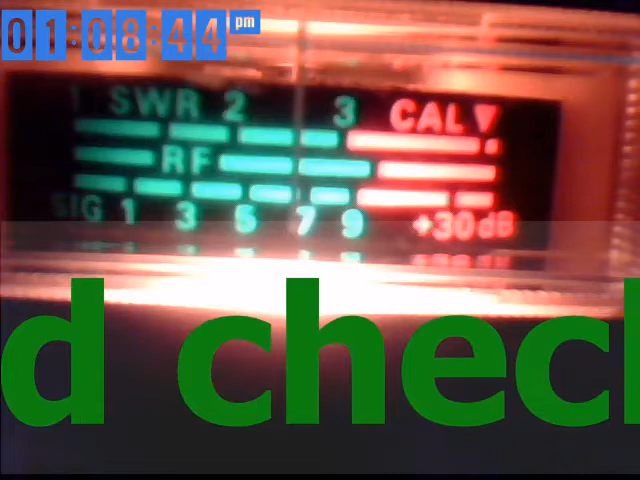 01:08:44 pm
1 SWR 2 3 CAL
RF
SIG 1 3 5 7 9 +30dB
d chec